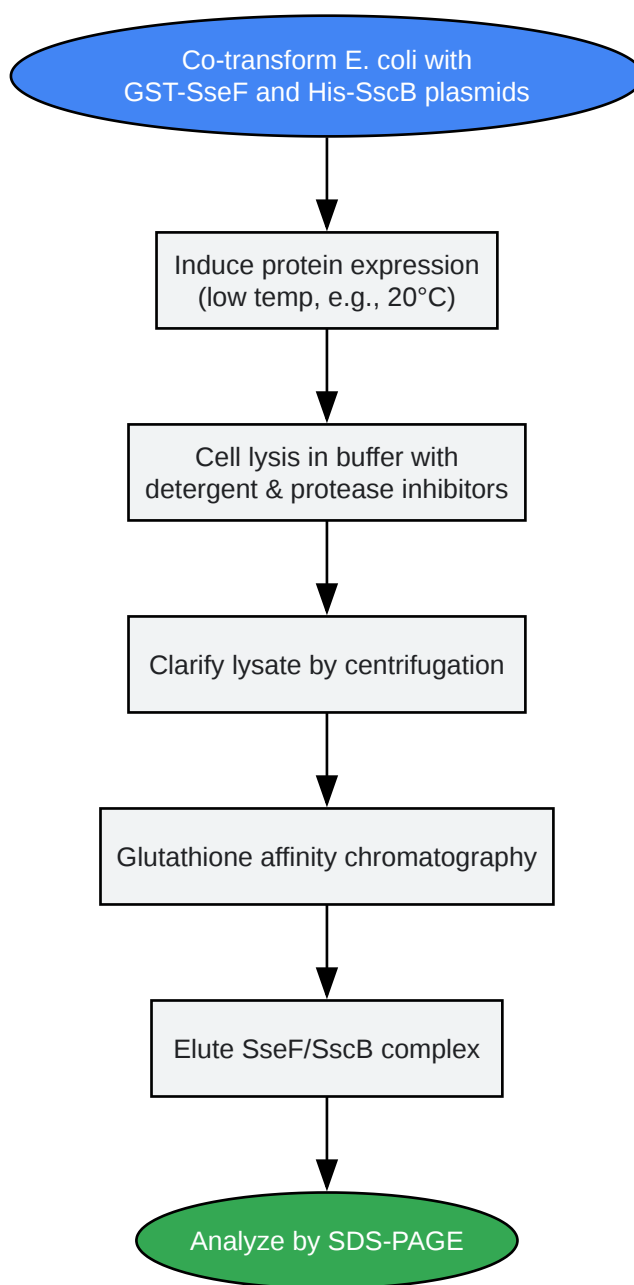 Co-transform E. coli with
GST-SseF and His-SscB plasmids
Induce protein expression
(low temp, e.g., 20°C)
Cell lysis in buffer with
detergent & protease inhibitors
Clarify lysate by centrifugation
Glutathione affinity chromatography
Elute SseF/SscB complex
Analyze by SDS-PAGE